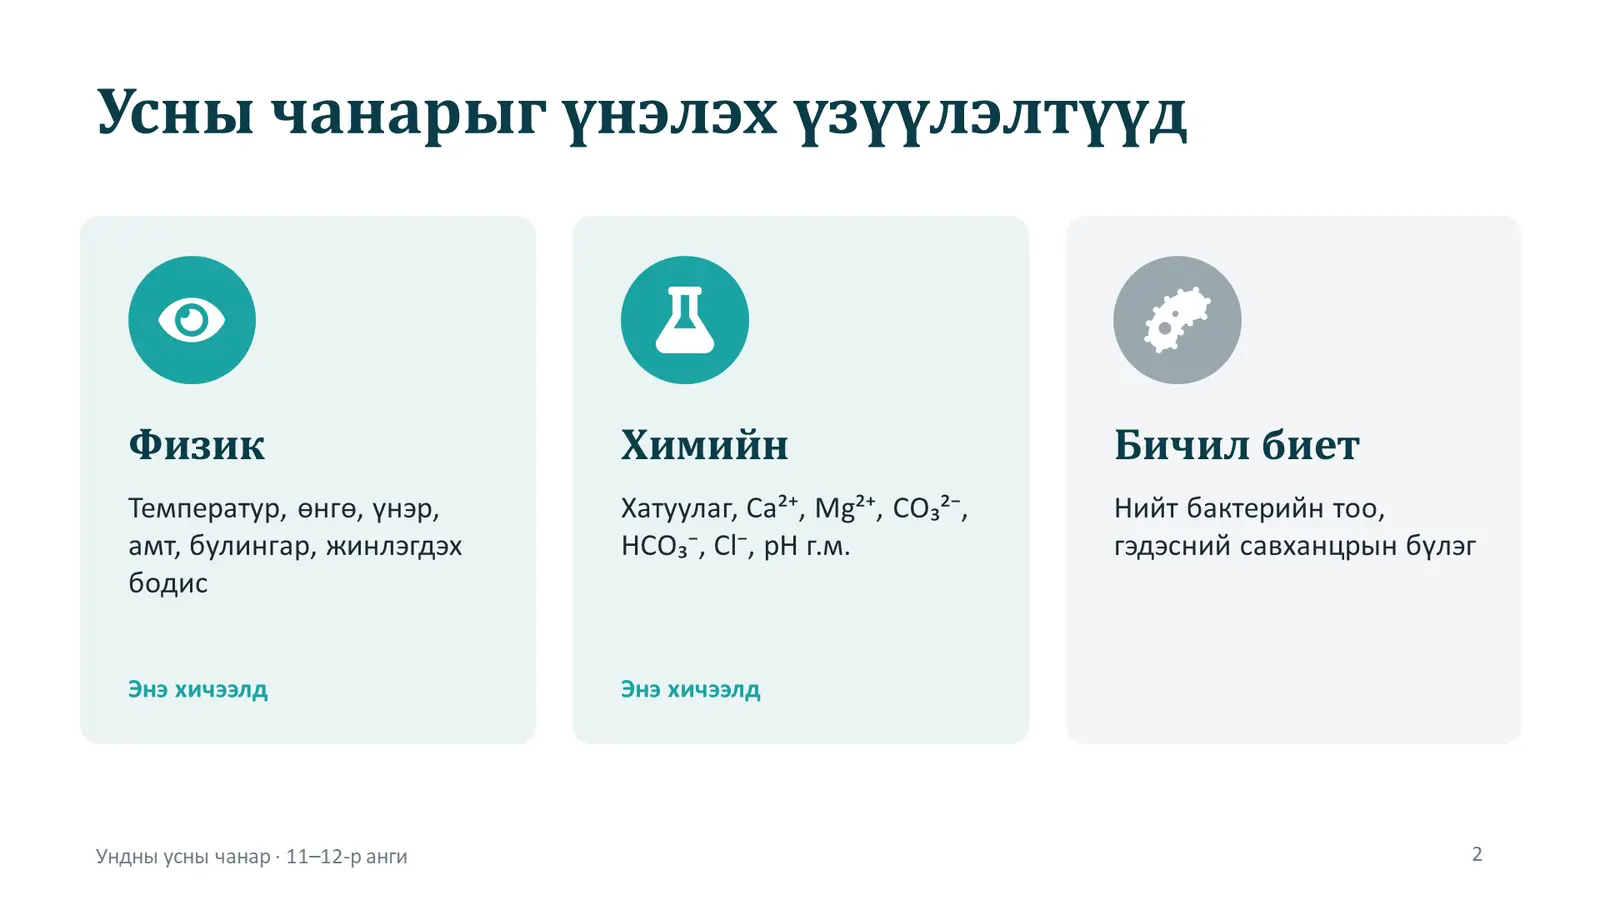 Усны чанарыг үнэлэх үзүүлэлтүүд
Физик
Температур, өнгө, үнэр,
амт, булингар, жинлэгдэх
бодис
Энэ хичээлд
Химийн
Хатуулаг, Ca²⁺, Mg²⁺, CO₃²⁻,
HCO₃⁻, Cl⁻, pH г.м.
Энэ хичээлд
Бичил биет
Нийт бактерийн тоо,
гэдэсний савханцрын бүлэг
Ундны усны чанар · 11–12-р анги
2